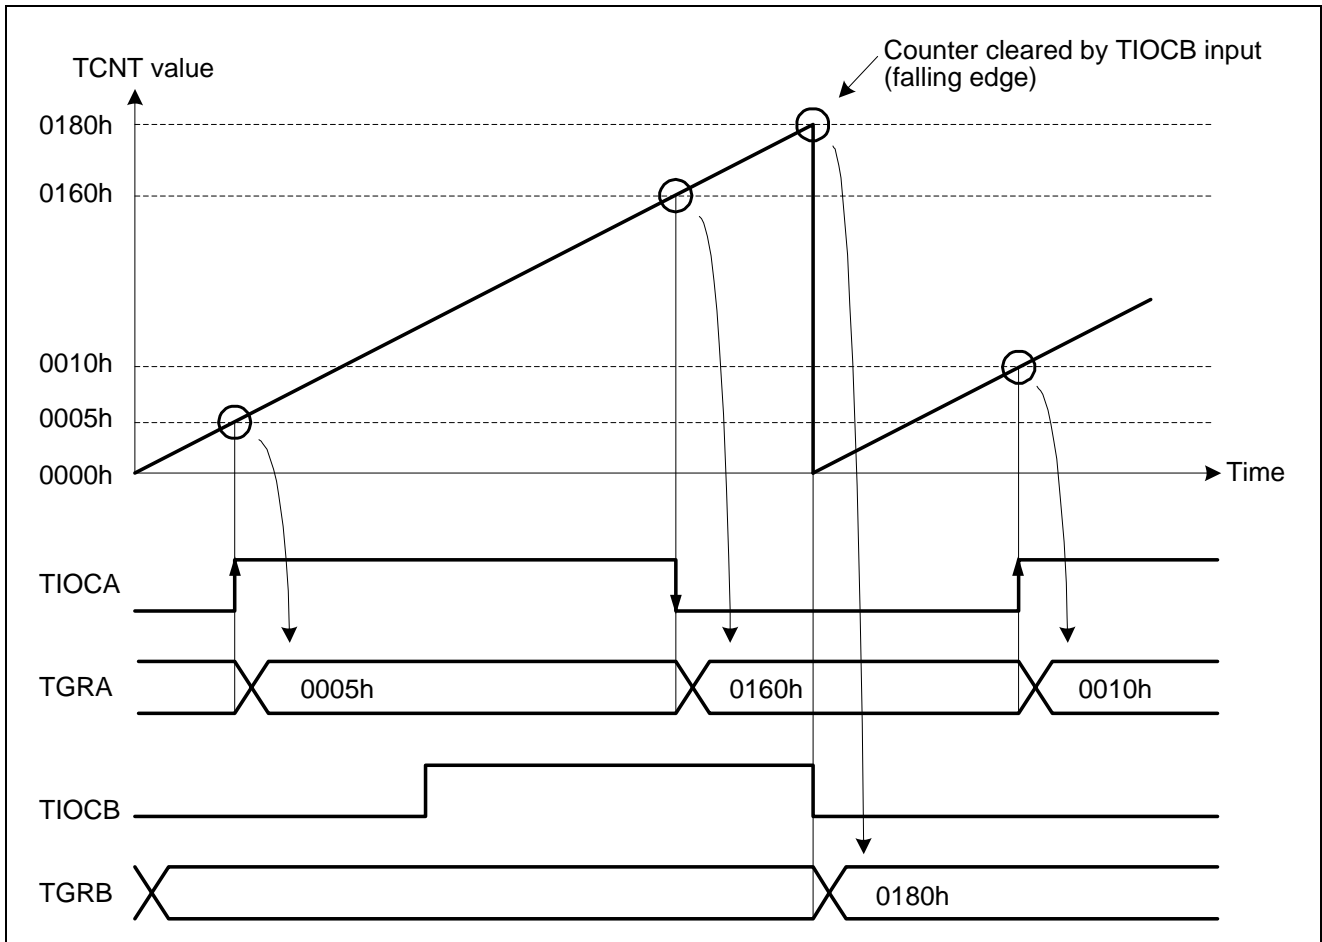 Counter cleared by TIOCB input
(falling edge)
TCNT value
0180h
0160h
0010h
0005h
0000h
Time
TIOCA
TGRA
0005h
0160h
0010h
TIOCB
TGRB
0180h